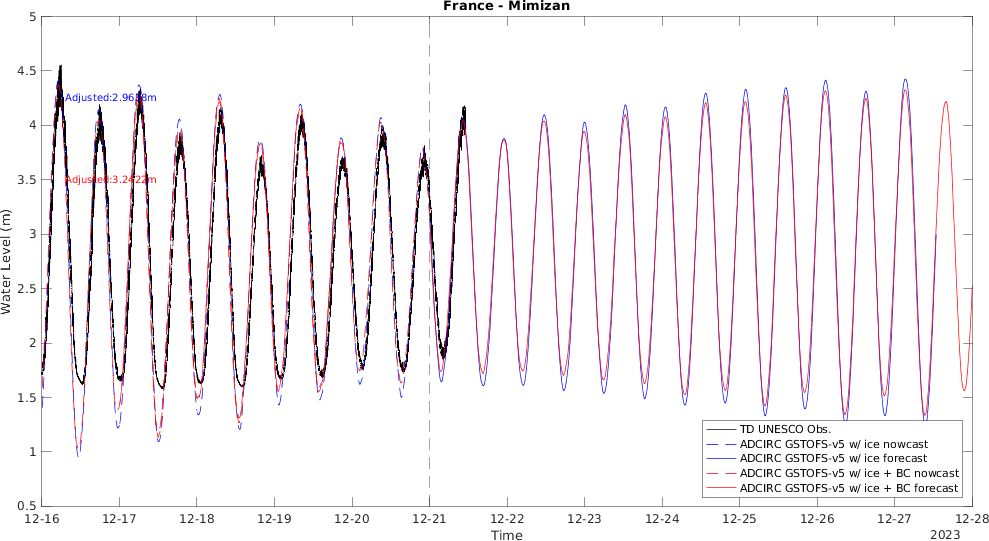 France - Mimizan
5
4.5
4
3.5
3
2.5
2
1.5
1
0.5
Water Level (m)
Adjusted:3.2422m
TD UNESCO Obs.
ADCIRC GSTOFS-v5 w/ ice nowcast
ADCIRC GSTOFS-v5 w/ ice forecast
ADCIRC GSTOFS-v5 w/ ice + BC nowcast
ADCIRC GSTOFS-v5 w/ ice + BC forecast
12-16 12-17 12-18 12-19 12-20 12-21 12-22 12-23 12-24 12-25 12-26 12-27 12-28
Time
2023